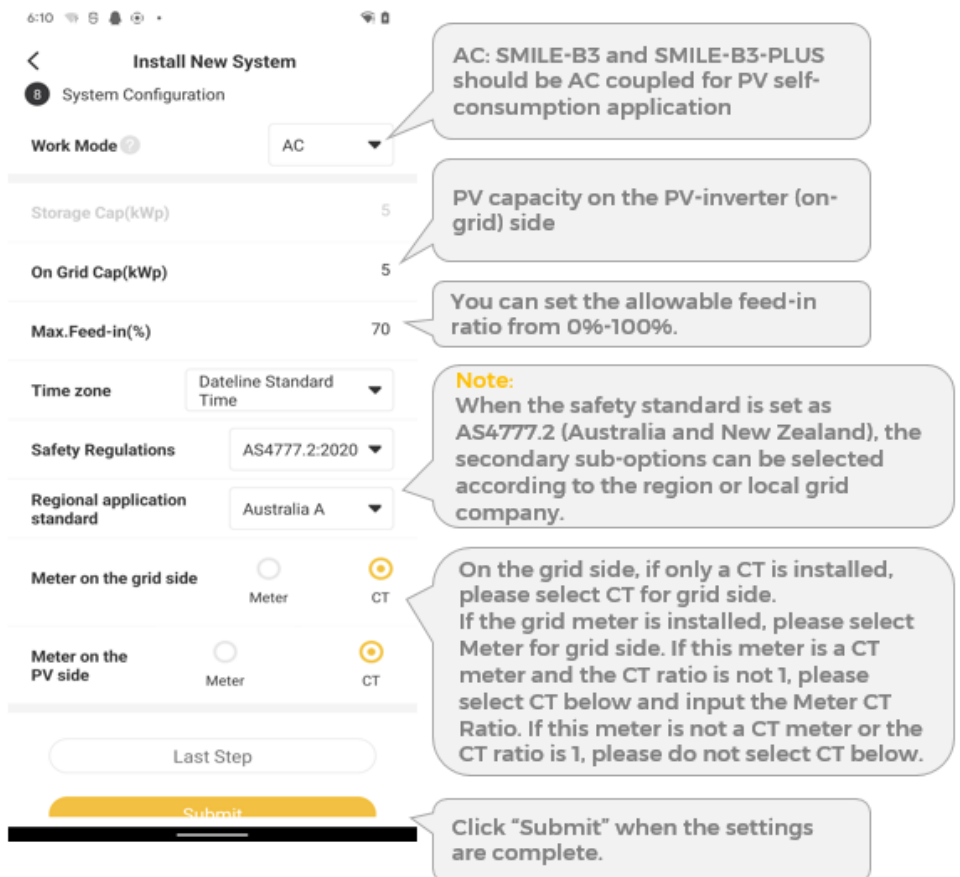 6:10
Install New System
8 System Configuration
Work Mode ?
AC
Storage Cap(kWp)
5
On Grid Cap(kWp)
5
Max.Feed-in(%)
70
Time zone
Dateline Standard
Time
Safety Regulations
AS4777.2:2020
Regional application
standard
Australia A
Meter on the grid side
Meter
CT
Meter on the
PV side
Meter
CT
Last Step
Submit
AC: SMILE-B3 and SMILE-B3-PLUS
should be AC coupled for PV self-
consumption application
PV capacity on the PV-inverter (on-
grid) side
You can set the allowable feed-in
ratio from 0%-100%.
Note:
When the safety standard is set as
AS4777.2 (Australia and New Zealand), the
secondary sub-options can be selected
according to the region or local grid
company.
On the grid side, if only a CT is installed,
please select CT for grid side.
If the grid meter is installed, please select
Meter for grid side. If this meter is a CT
meter and the CT ratio is not 1, please
select CT below and input the Meter CT
Ratio. If this meter is not a CT meter or the
CT ratio is 1, please do not select CT below.
Click “Submit” when the settings
are complete.